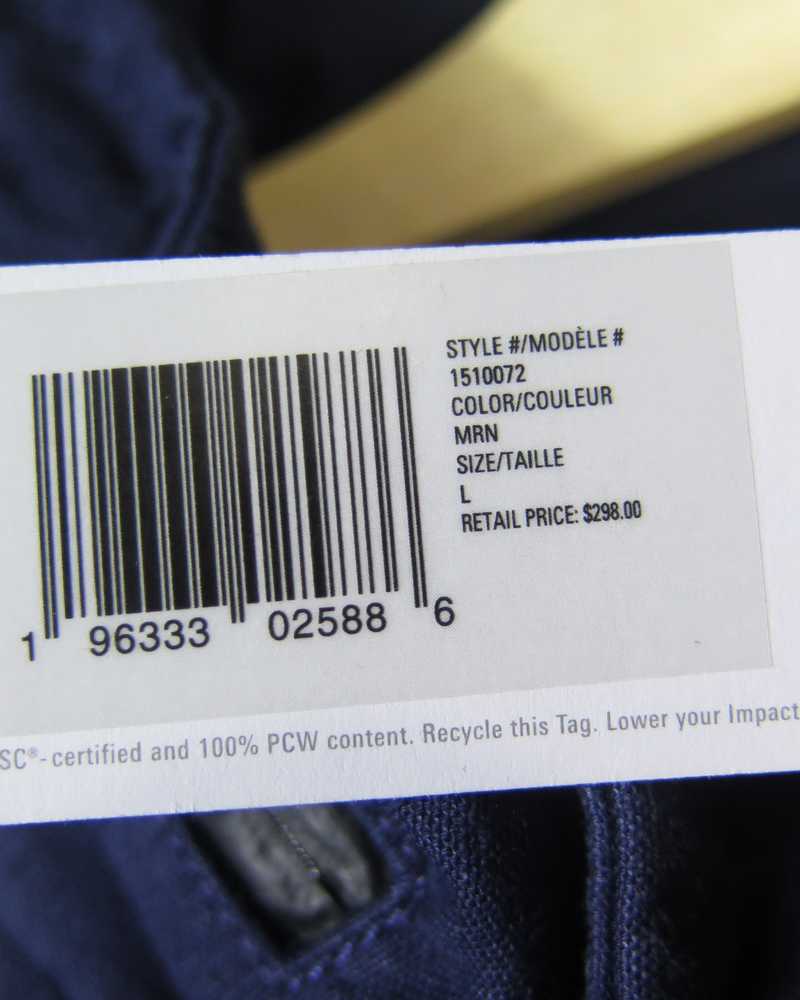 STYLE #/MODÈLE #
1510072
COLOR/COULEUR
MRN
SIZE/TAILLE
L
RETAIL PRICE: $298.00
1 96333 02588 6
SC®-certified and 100% PCW content. Recycle this Tag. Lower your Impact